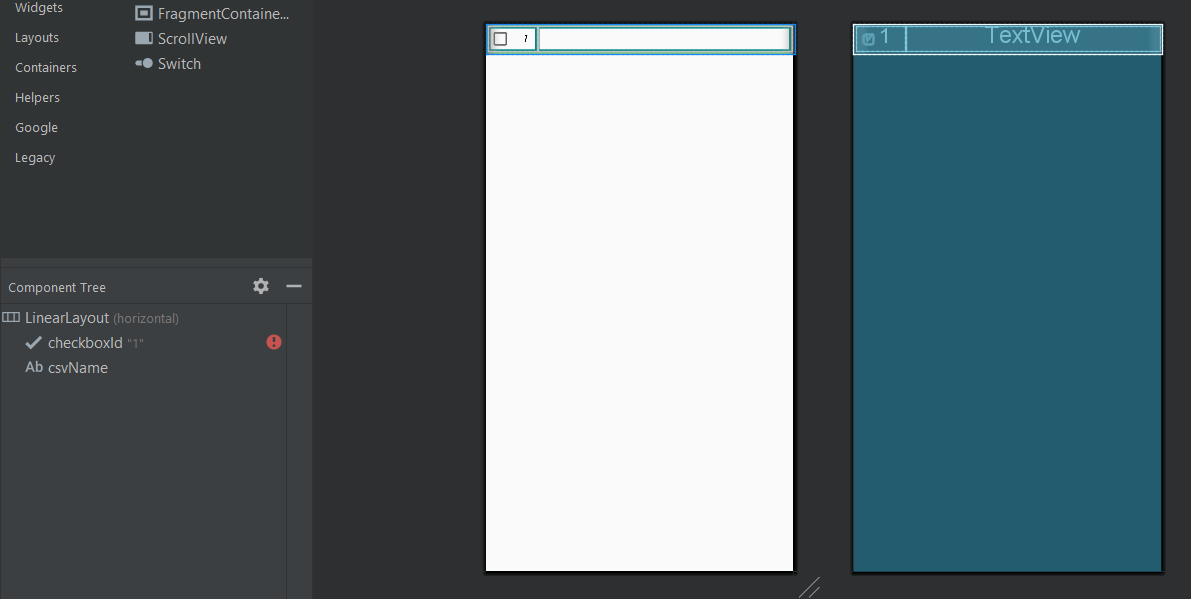 Widgets
Layouts
Containers
Helpers
Google
Legacy
FragmentContaine...
ScrollView
Switch
Component Tree
LinearLayout (horizontal)
checkboxId "1"
Ab csvName
1
1 TextView